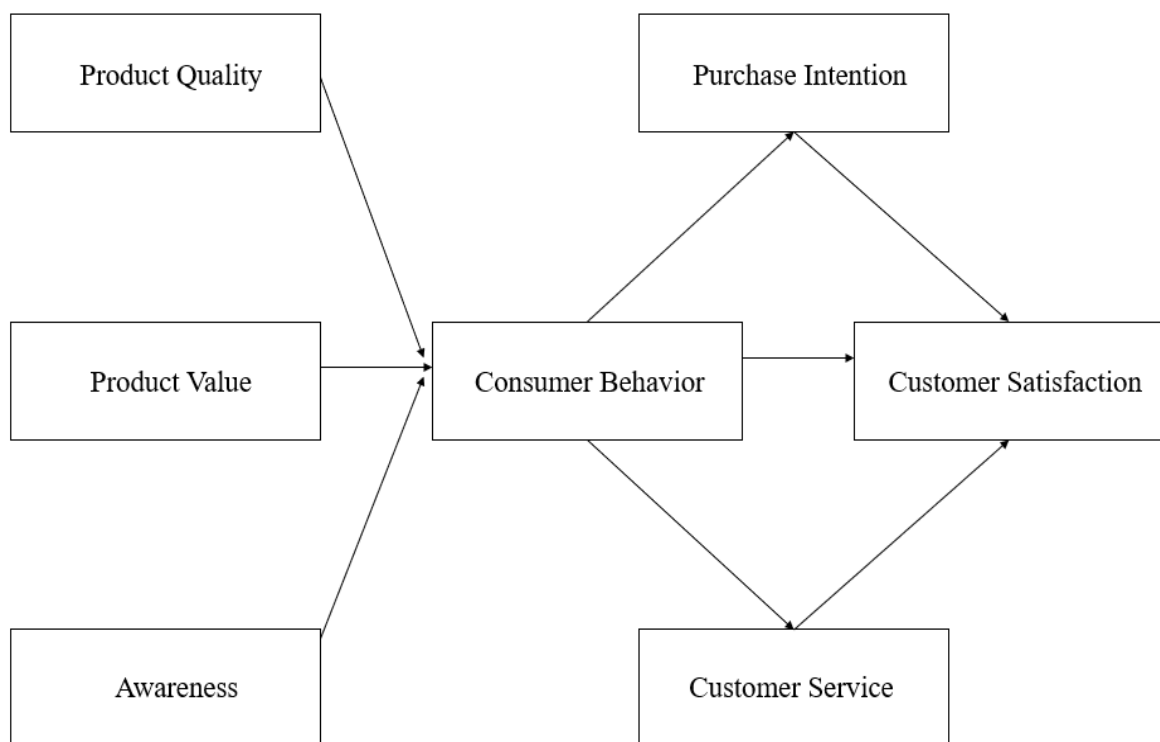 Product Quality
Purchase Intention
Product Value
Consumer Behavior
Customer Satisfaction
Awareness
Customer Service